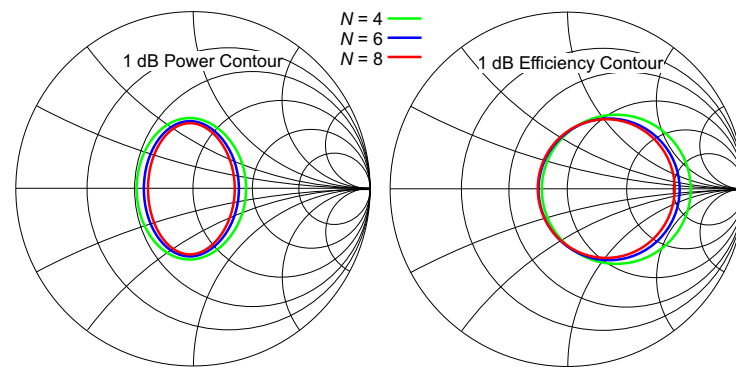 N = 4
N = 6
N = 8
1 dB Power Contour
1 dB Efficiency Contour